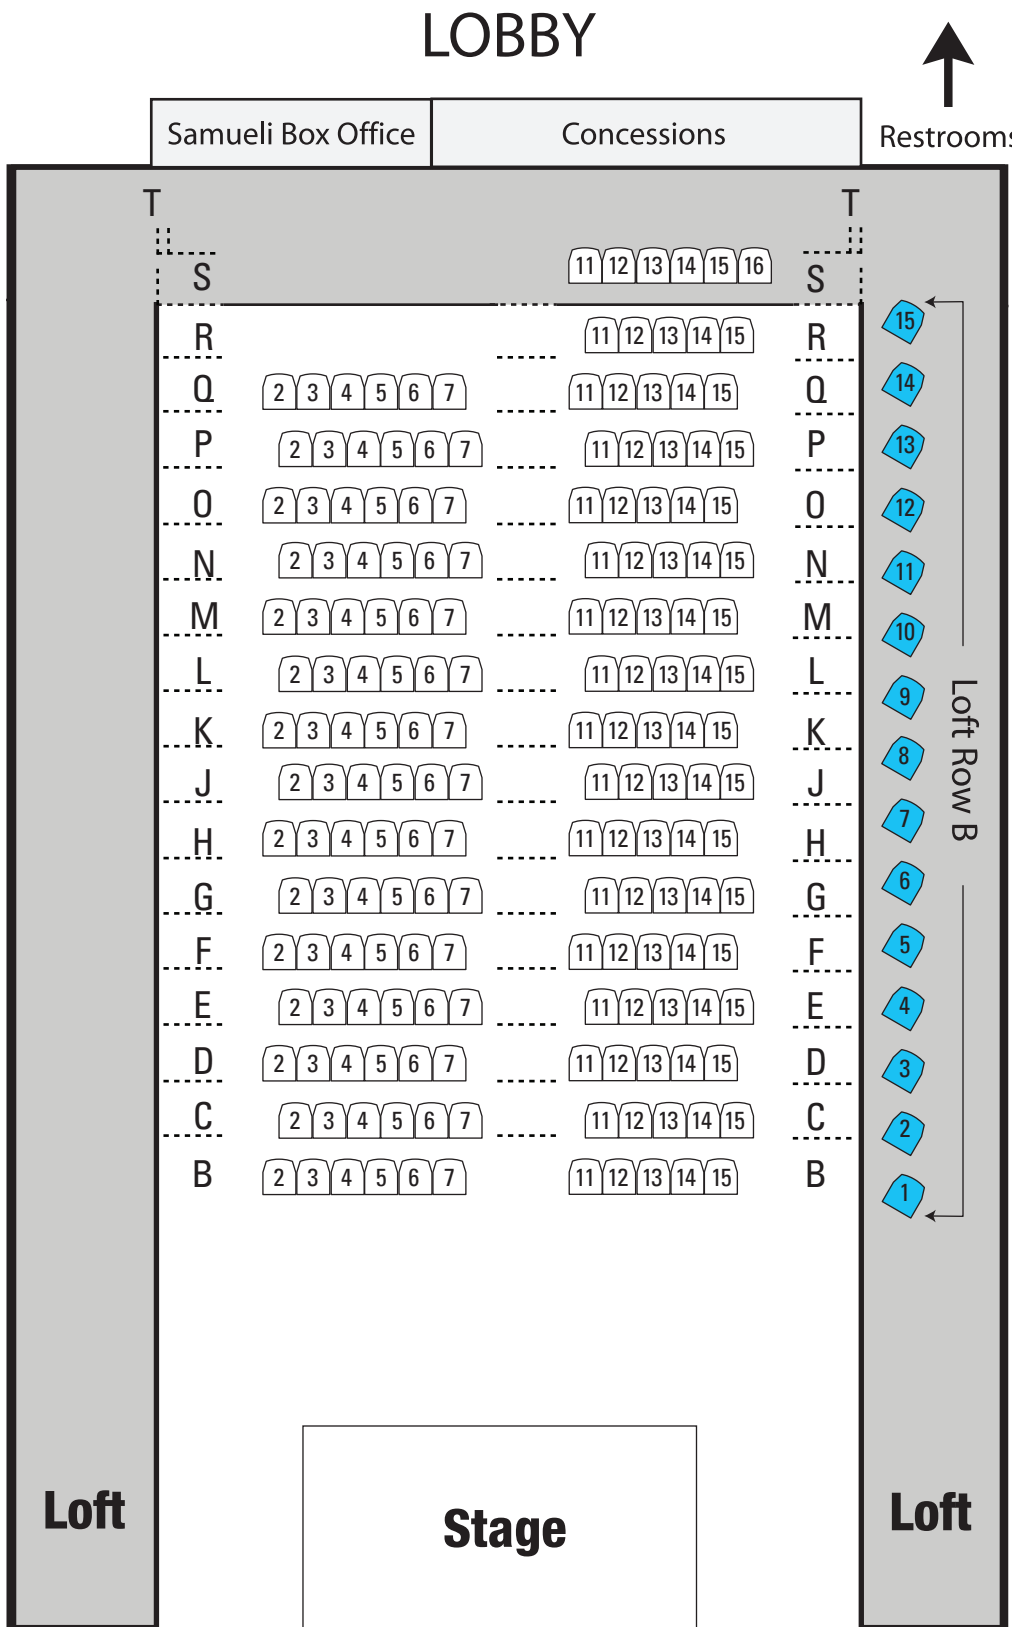 LOBBY
Samueli Box Office Concessions Restrooms
T T
S 11 12 13 14 15 16 S
R 11 12 13 14 15 R 15
Q 2 3 4 5 6 7 11 12 13 14 15 Q 14
P 2 3 4 5 6 7 11 12 13 14 15 P 13
O 2 3 4 5 6 7 11 12 13 14 15 O 12
N 2 3 4 5 6 7 11 12 13 14 15 N 11
M 2 3 4 5 6 7 11 12 13 14 15 M 10
L 2 3 4 5 6 7 11 12 13 14 15 L 9
K 2 3 4 5 6 7 11 12 13 14 15 K 8
J 2 3 4 5 6 7 11 12 13 14 15 J 7
H 2 3 4 5 6 7 11 12 13 14 15 H
G 2 3 4 5 6 7 11 12 13 14 15 G 6
F 2 3 4 5 6 7 11 12 13 14 15 F 5
E 2 3 4 5 6 7 11 12 13 14 15 E 4
D 2 3 4 5 6 7 11 12 13 14 15 D 3
C 2 3 4 5 6 7 11 12 13 14 15 C 2
B 2 3 4 5 6 7 11 12 13 14 15 B 1
Loft Row B
Loft Stage Loft